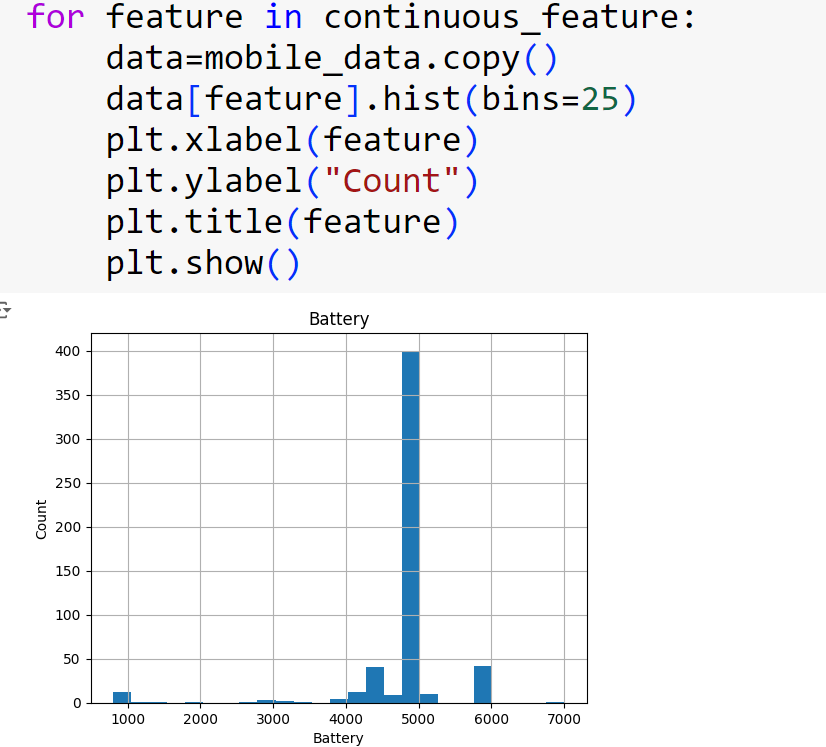 for feature in continuous_feature:
data=mobile_data.copy()
data[feature].hist(bins=25)
plt.xlabel(feature)
plt.ylabel("Count")
plt.title(feature)
plt.show()
Battery
400
350
300
250
200
150
100
50
0
Count
1000 2000 3000 4000 5000 6000 7000
Battery